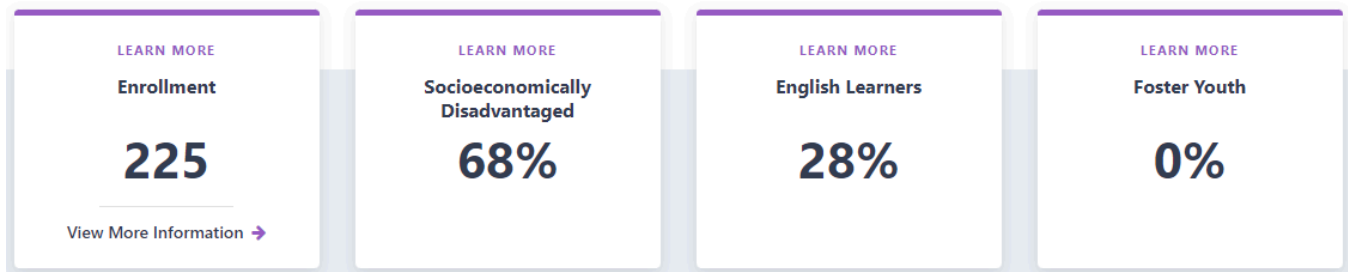 LEARN MORE
Enrollment
225
View More Information
LEARN MORE
Socioeconomically
Disadvantaged
68%
LEARN MORE
English Learners
28%
LEARN MORE
Foster Youth
0%